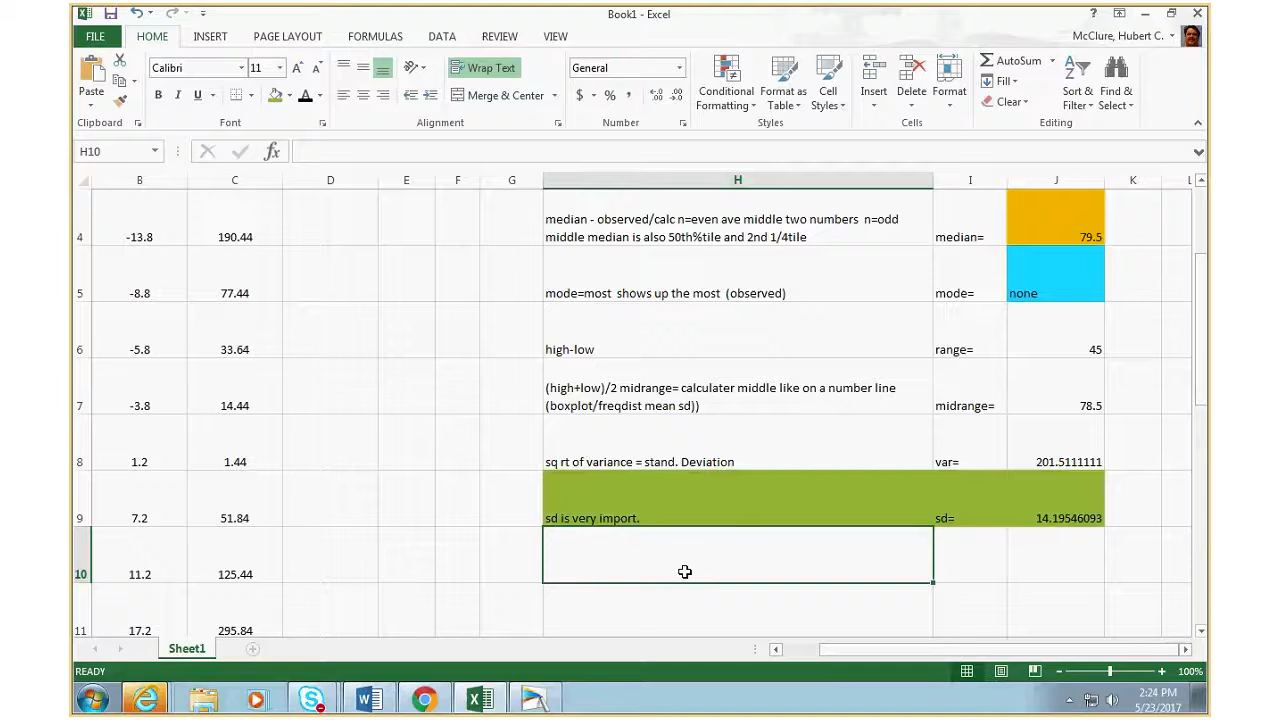 Book1 - Excel
?
FILE HOME INSERT PAGE LAYOUT FORMULAS DATA REVIEW VIEW
McClure, Hubert C.
Paste
Calibri 11
B I U
Wrap Text
Merge & Center
General
$ % ,
Conditional Formatting
Format as Table
Cell Styles
Insert Delete Format
AutoSum
Fill
Clear
Sort & Filter
Find & Select
Clipboard Font Alignment Number Styles Cells Editing
H10 fx
B C D E F G H I J K L
4 -13.8 190.44 median - observed/calc n=even ave middle two numbers n=odd
middle median is also 50th%tile and 2nd 1/4tile median= 79.5
5 -8.8 77.44 mode=most shows up the most (observed) mode= none
6 -5.8 33.64 high-low range= 45
7 -3.8 14.44 (high+low)/2 midrange= calculater middle like on a number line
(boxplot/freqdist mean sd)) midrange= 78.5
8 1.2 1.44 sq rt of variance = stand. Deviation var= 201.5111111
9 7.2 51.84 sd is very import. sd= 14.19546093
10 11.2 125.44
11 17.2 295.84
Sheet1
READY 100%
2:24 PM
5/23/2017